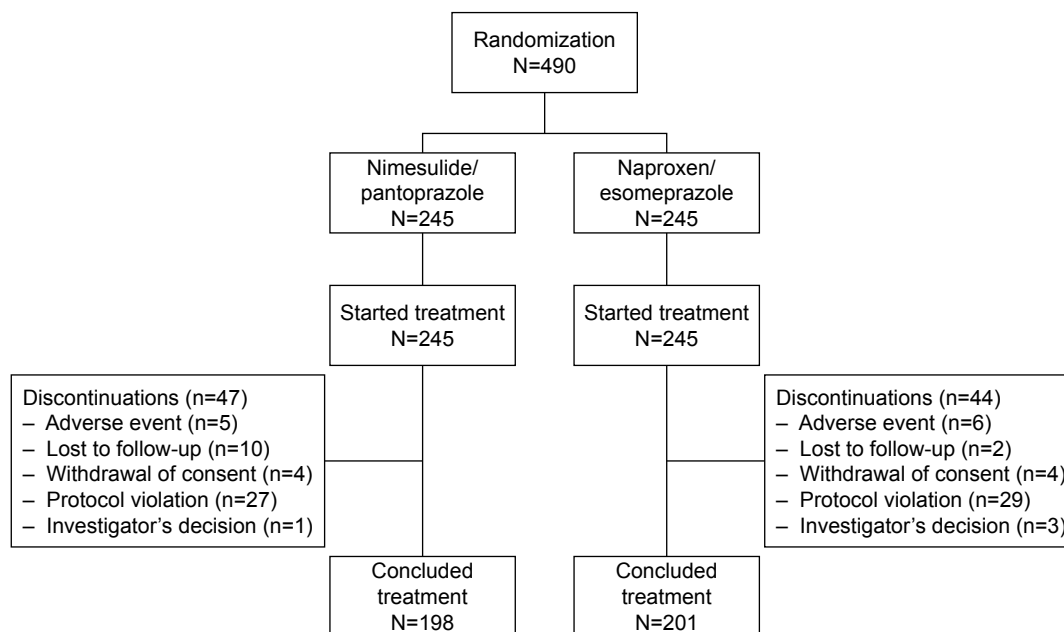 Randomization
N=490
Nimesulide/
pantoprazole
N=245
Naproxen/
esomeprazole
N=245
Started treatment
N=245
Started treatment
N=245
Discontinuations (n=47)
– Adverse event (n=5)
– Lost to follow-up (n=10)
– Withdrawal of consent (n=4)
– Protocol violation (n=27)
– Investigator's decision (n=1)
Discontinuations (n=44)
– Adverse event (n=6)
– Lost to follow-up (n=2)
– Withdrawal of consent (n=4)
– Protocol violation (n=29)
– Investigator's decision (n=3)
Concluded
treatment
N=198
Concluded
treatment
N=201